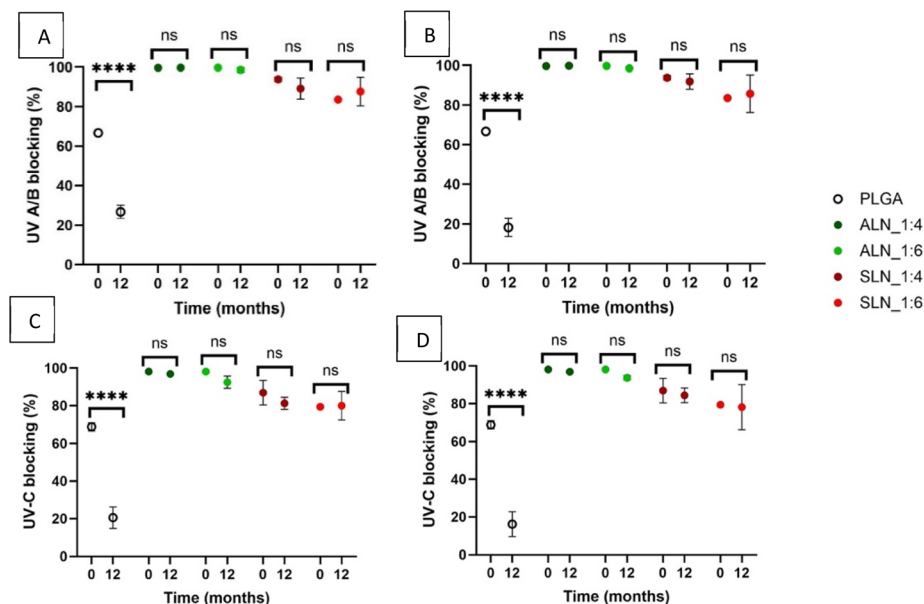 A
ns
ns
ns
ns
****
UV A/B blocking (%)
100
80
60
40
20
0
0 12 0 12 0 12 0 12 0 12
Time (months)
B
ns
ns
ns
ns
****
UV A/B blocking (%)
100
80
60
40
20
0
0 12 0 12 0 12 0 12 0 12
Time (months)
PLGA
ALN_1:4
ALN_1:6
SLN_1:4
SLN_1:6
C
ns
ns
ns
ns
****
UV-C blocking (%)
100
80
60
40
20
0
0 12 0 12 0 12 0 12 0 12
Time (months)
D
ns
ns
ns
ns
****
UV-C blocking (%)
100
80
60
40
20
0
0 12 0 12 0 12 0 12 0 12
Time (months)